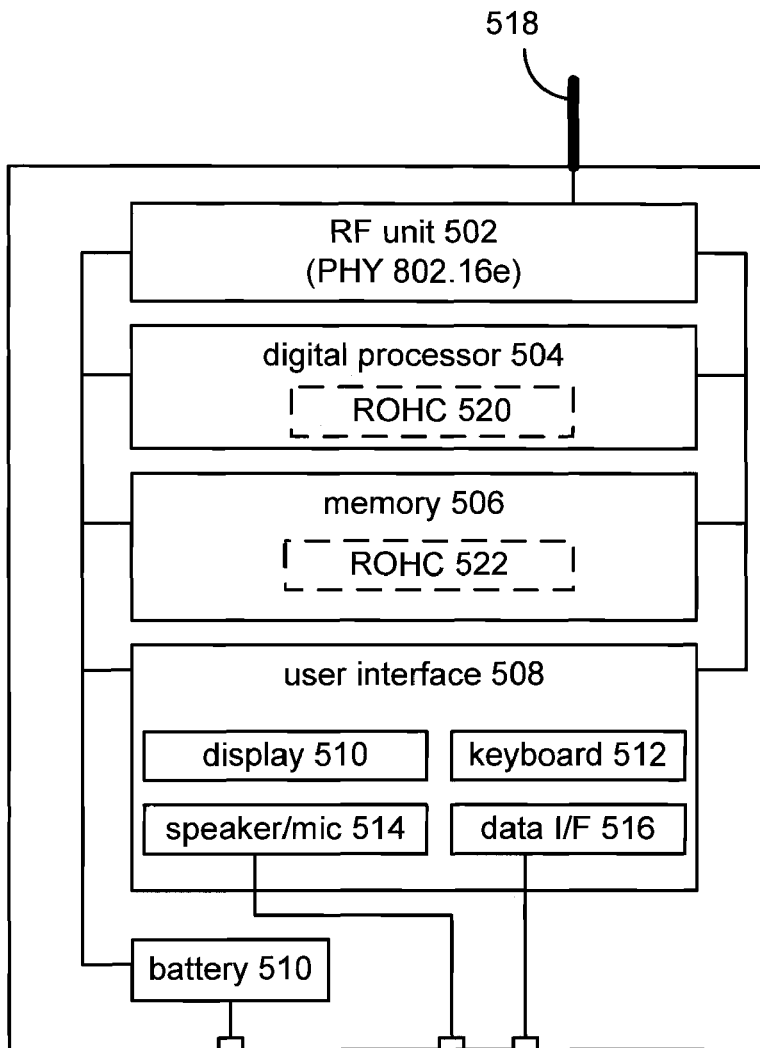 518
RF unit 502
(PHY 802.16e)
digital processor 504
ROHC 520
memory 506
ROHC 522
user interface 508
display 510
keyboard 512
speaker/mic 514
data I/F 516
battery 510